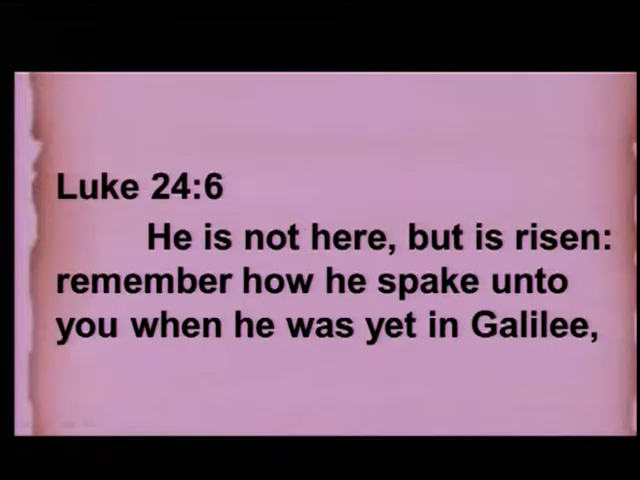 Luke 24:6
He is not here, but is risen:
remember how he spake unto
you when he was yet in Galilee,